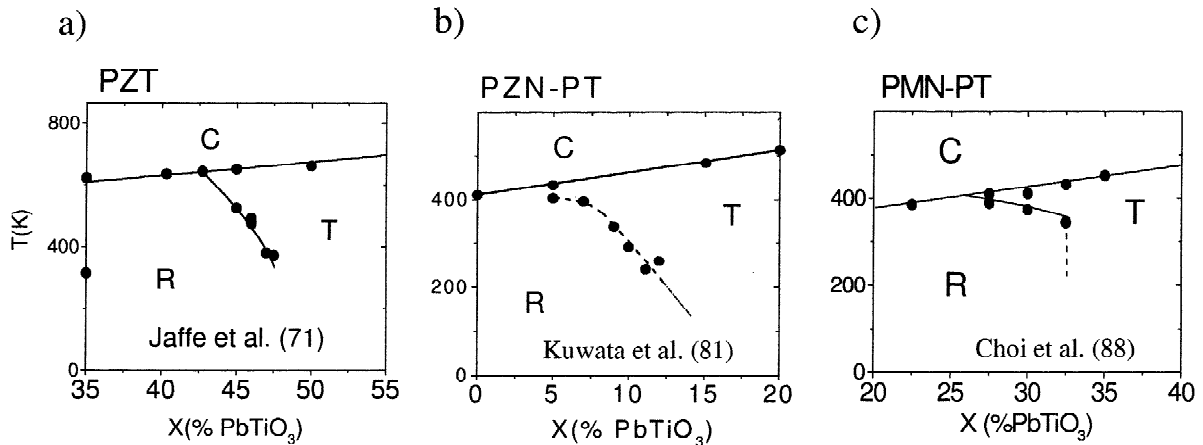 a)
PZT
800
400
0
T(K)
C
T
R
Jaffe et al. (71)
35 40 45 50 55
X(% PbTiO3)
b)
PZN-PT
400
200
0
C
T
R
Kuwata et al. (81)
0 5 10 15 20
X(% PbTiO3)
c)
PMN-PT
400
200
0
C
T
R
Choi et al. (88)
20 25 30 35 40
X (%PbTiO3)